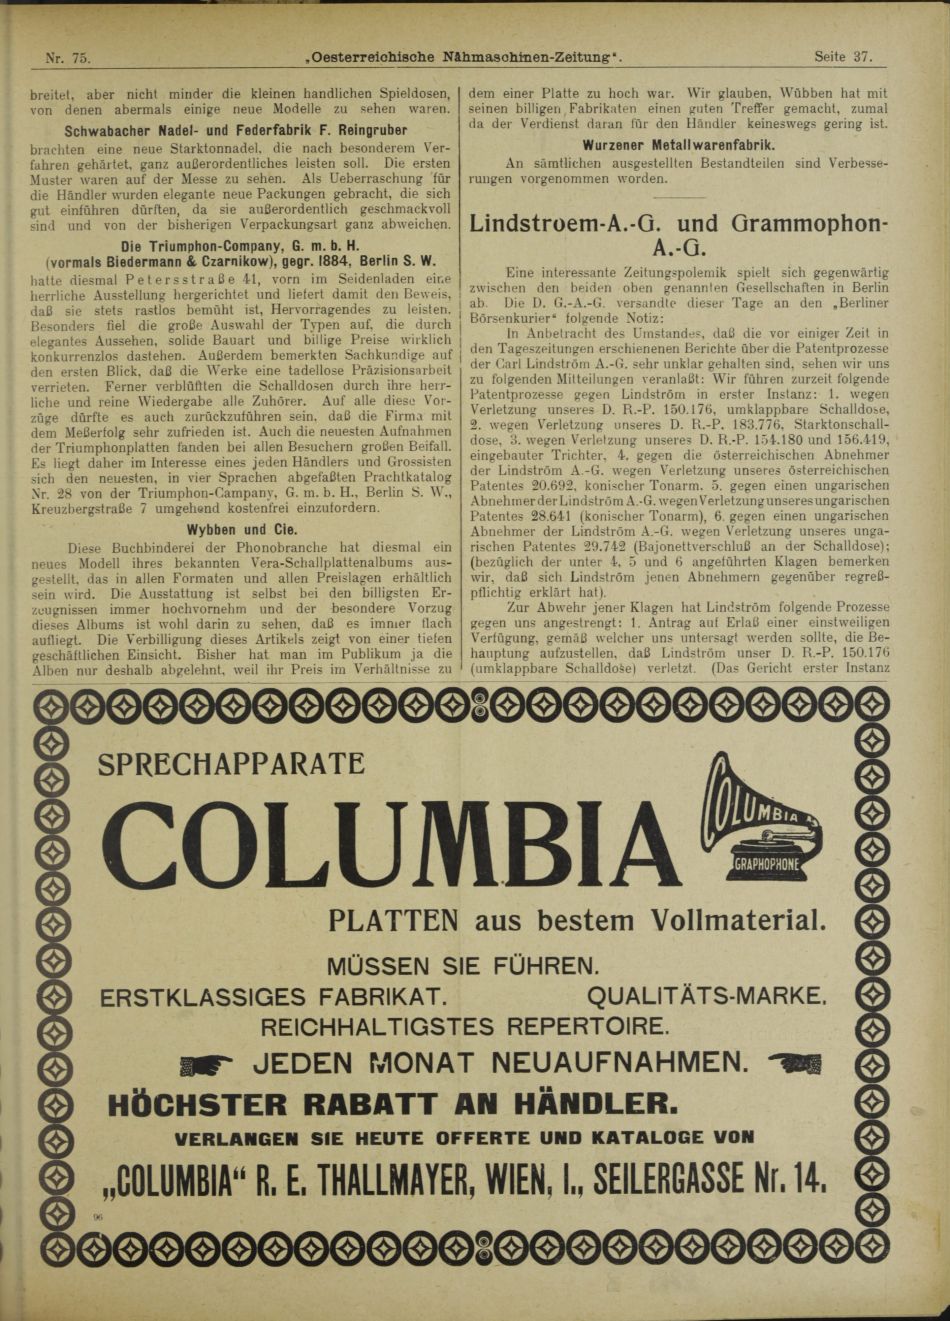 Nr. 75.
„Oesterreichische Nähmaschinen-Zeitung“.
Seite 37.
breitet, aber nicht minder die kleinen handlichen Spieldosen,
von denen abermals einige neue Modelle zu sehen waren.
Schwabacher Nadel- und Federfabrik F. Reingruber
brachten eine neue Starktonnadel, die nach besonderem Ver-
fahren gehärtet, ganz außerordentliches leisten soll. Die ersten
Muster waren auf der Messe zu sehen. Als Ueberraschung für
die Händler wurden elegante neue Packungen gebracht, die sich
gut einführen dürften, da sie außerordentlich geschmackvoll
sind und von der bisherigen Verpackungsart ganz abweichen.
Die Triumphon-Company, G. m. b. H.
(vormals Biedermann & Czarnikow), gegr. 1884, Berlin S. W.
hatte diesmal Petersstraße 41, vorn im Seidenladen eine
herrliche Ausstellung hergerichtet und liefert damit den Beweis,
daß sie stets rastlos bemüht ist, Hervorragendes zu leisten.
Besonders fiel die große Auswahl der Typen auf, die durch
elegantes Aussehen, solide Bauart und billige Preise wirklich
konkurrenzlos dastehen. Außerdem bemerkten Sachkundige auf
den ersten Blick, daß die Werke eine tadellose Präzisionsarbeit
verrieten. Ferner verblüftten die Schalldosen durch ihre herr-
liche und reine Wiedergabe alle Zuhörer. Auf alle diese Vor-
züge dürfte es auch zurückzuführen sein, daß die Firma mit
dem Meßerfolg sehr zufrieden ist. Auch die neuesten Aufnahmen
der Triumphonplatten fanden bei allen Besuchern großen Beifall.
Es liegt daher im Interesse eines jeden Händlers und Grossisten
sich den neuesten, in vier Sprachen abgefaßten Prachtkatalog
Nr. 28 von der Triumphon-Campany, G. m. b. H., Berlin S. W.,
Kreuzbergstraße 7 umgehend kostenfrei einzufordern.
Wybben und Cie.
Diese Buchbinderei der Phonobranche hat diesmal ein
neues Modell ihres bekannten Vera-Schallplattenalbums aus-
gestellt, das in allen Formaten und allen Preislagen erhältlich
sein wird. Die Ausstattung ist selbst bei den billigsten Er-
zeugnissen immer hochvornehm und der besondere Vorzug
dieses Albums ist wohl darin zu sehen, daß es immer flach
aufliegt. Die Verbilligung dieses Artikels zeigt von einer tiefen
geschäftlichen Einsicht. Bisher hat man im Publikum ja die
Alben nur deshalb abgelehnt, weil ihr Preis im Verhältnisse zu
dem einer Platte zu hoch war. Wir glauben, Wübben hat mit
seinen billigen Fabrikaten einen guten Treffer gemacht, zumal
da der Verdienst daran für den Händler keineswegs gering ist.
Wurzener Metallwarenfabrik.
An sämtlichen ausgestellten Bestandteilen sind Verbesse-
rungen vorgenommen worden.
Lindstroem-A.-G. und Grammophon-
A.-G.
Eine interessante Zeitungspolemik spielt sich gegenwärtig
zwischen den beiden oben genannten Gesellschaften in Berlin
ab. Die D. G.-A.-G. versandte dieser Tage an den „Berliner
Börsenkurier“ folgende Notiz:
In Anbetracht des Umstandes, daß die vor einiger Zeit in
den Tageszeitungen erschienenen Berichte über die Patentprozesse
der Carl Lindström A.-G. sehr unklar gehalten sind, sehen wir uns
zu folgenden Mitteilungen veranlaßt: Wir führen zurzeit folgende
Patentprozesse gegen Lindström in erster Instanz: 1. wegen
Verletzung unseres D. R.-P. 150.176, umklappbare Schalldose,
2. wegen Verletzung unseres D. R.-P. 183.776, Starktonschall-
dose, 3. wegen Verletzung unseres D. R.-P. 154.180 und 156.419,
eingebauter Trichter, 4. gegen die österreichischen Abnehmer
der Lindström A.-G. wegen Verletzung unseres österreichischen
Patentes 20.692, konischer Tonarm. 5. gegen einen ungarischen
Abnehmer der Lindström A.-G. wegen Verletzung unseres ungarischen
Patentes 28.641 (konischer Tonarm), 6. gegen einen ungarischen
Abnehmer der Lindström A.-G. wegen Verletzung unseres unga-
rischen Patentes 29.742 (Bajonettverschluß an der Schalldose);
(bezüglich der unter 4, 5 und 6 angeführten Klagen bemerken
wir, daß sich Lindström jenen Abnehmern gegenüber regreß-
pflichtig erklärt hat).
Zur Abwehr jener Klagen hat Lindström folgende Prozesse
gegen uns angestrengt: 1. Antrag auf Erlaß einer einstweiligen
Verfügung, gemäß welcher uns untersagt werden sollte, die Be-
hauptung aufzustellen, daß Lindström unser D. R.-P. 150.176
(umklappbare Schalldose) verletzt. (Das Gericht erster Instanz
SPRECHAPPARATE
COLUMBIA
COLUMBIA
GRAPHOPHONE
PLATTEN aus bestem Vollmaterial.
MÜSSEN SIE FÜHREN.
ERSTKLASSIGES FABRIKAT. QUALITÄTS-MARKE.
REICHHALTIGSTES REPERTOIRE.
JEDEN MONAT NEUAUFNAHMEN.
HÖCHSTER RABATT AN HÄNDLER.
VERLANGEN SIE HEUTE OFFERTE UND KATALOGE VON
„COLUMBIA“ R. E. THALLMAYER, WIEN, I., SEILERGASSE Nr. 14.
96